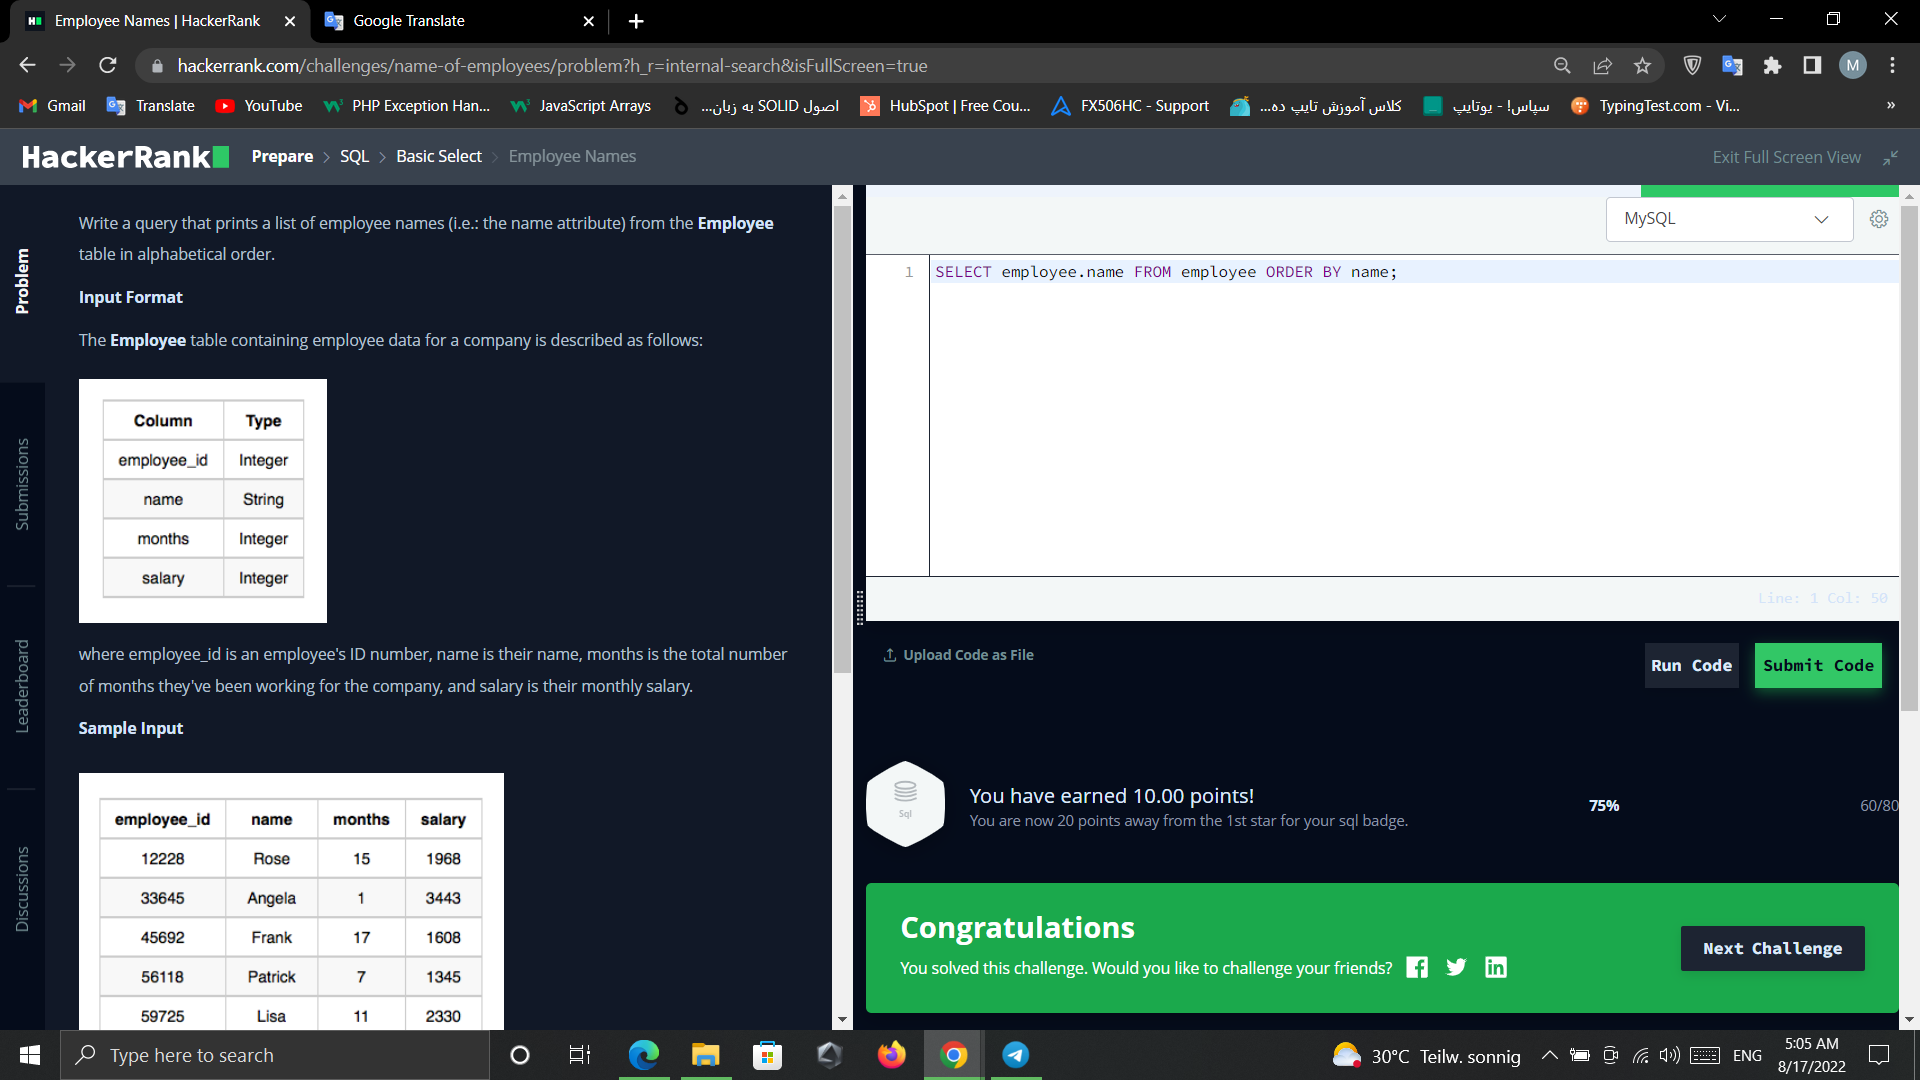 Employee Names | HackerRank
Google Translate
hackerrank.com/challenges/name-of-employees/problem?h_r=internal-search&isFullScreen=true
M
Gmail
Translate
YouTube
PHP Exception Han...
JavaScript Arrays
اصول SOLID به زبان...
HubSpot | Free Cou...
FX506HC - Support
کلاس آموزش تایپ ده...
سپاس! - یوتایپ
TypingTest.com - Vi...
»
HackerRank
Prepare > SQL > Basic Select > Employee Names
Exit Full Screen View
Problem
Submissions
Leaderboard
Discussions
Write a query that prints a list of employee names (i.e.: the name attribute) from the Employee
table in alphabetical order.
Input Format
The Employee table containing employee data for a company is described as follows:
Column Type
employee_id Integer
name String
months Integer
salary Integer
where employee_id is an employee's ID number, name is their name, months is the total number
of months they've been working for the company, and salary is their monthly salary.
Sample Input
employee_id name months salary
12228 Rose 15 1968
33645 Angela 1 3443
45692 Frank 17 1608
56118 Patrick 7 1345
59725 Lisa 11 2330
MySQL
1 SELECT employee.name FROM employee ORDER BY name;
Line: 1 Col: 50
Upload Code as File
Run Code
Submit Code
Sql
You have earned 10.00 points!
You are now 20 points away from the 1st star for your sql badge.
75%
60/80
Congratulations
You solved this challenge. Would you like to challenge your friends?
Next Challenge
Type here to search
30°C Teilw. sonnig
ENG
5:05 AM
8/17/2022